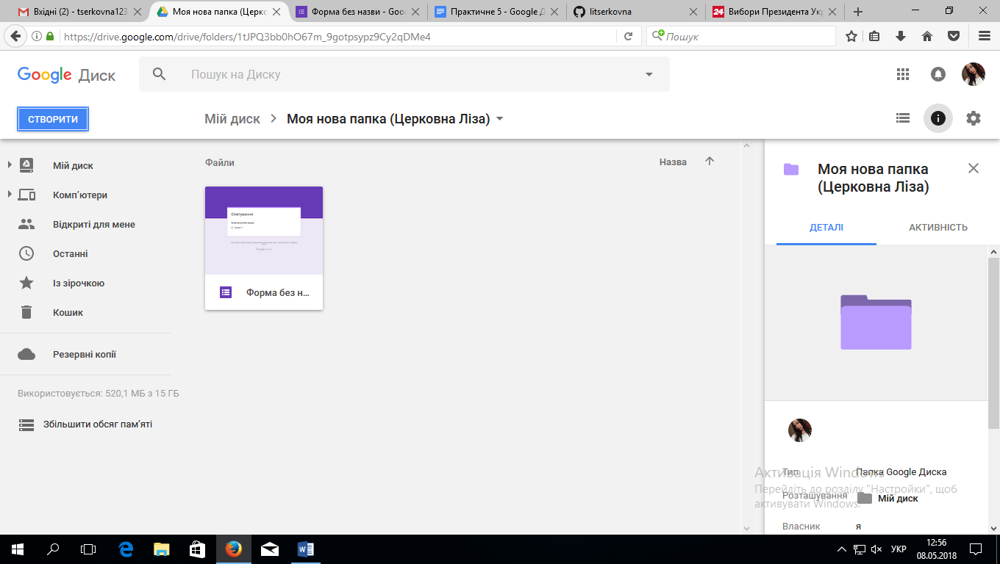 Вхідні (2) - tserkovna123
Моя нова папка (Церко
Форма без назви - Goo
Практичне 5 - Google Д
litserkovna
24 Вибори Президента Укр
https://drive.google.com/drive/folders/1tJPQ3bb0hO67m_9gotpsypz9Cy2qDMe4
Пошук
Google Диск
Пошук на Диску
СТВОРИТИ
Мій диск > Моя нова папка (Церковна Ліза)
Мій диск
Комп’ютери
Відкриті для мене
Останні
Із зірочкою
Кошик
Резервні копії
Використовується: 520,1 МБ з 15 ГБ
Збільшити обсяг пам’яті
Файли
Назва
Форма без н...
Моя нова папка
(Церковна Ліза)
ДЕТАЛІ
АКТИВНІСТЬ
Тип Папка Google Диска
Розташування Мій диск
Власник я
Активація Windows
Перейдіть до розділу "Настройки", щоб
активувати Windows.
УКР
12:56
08.05.2018